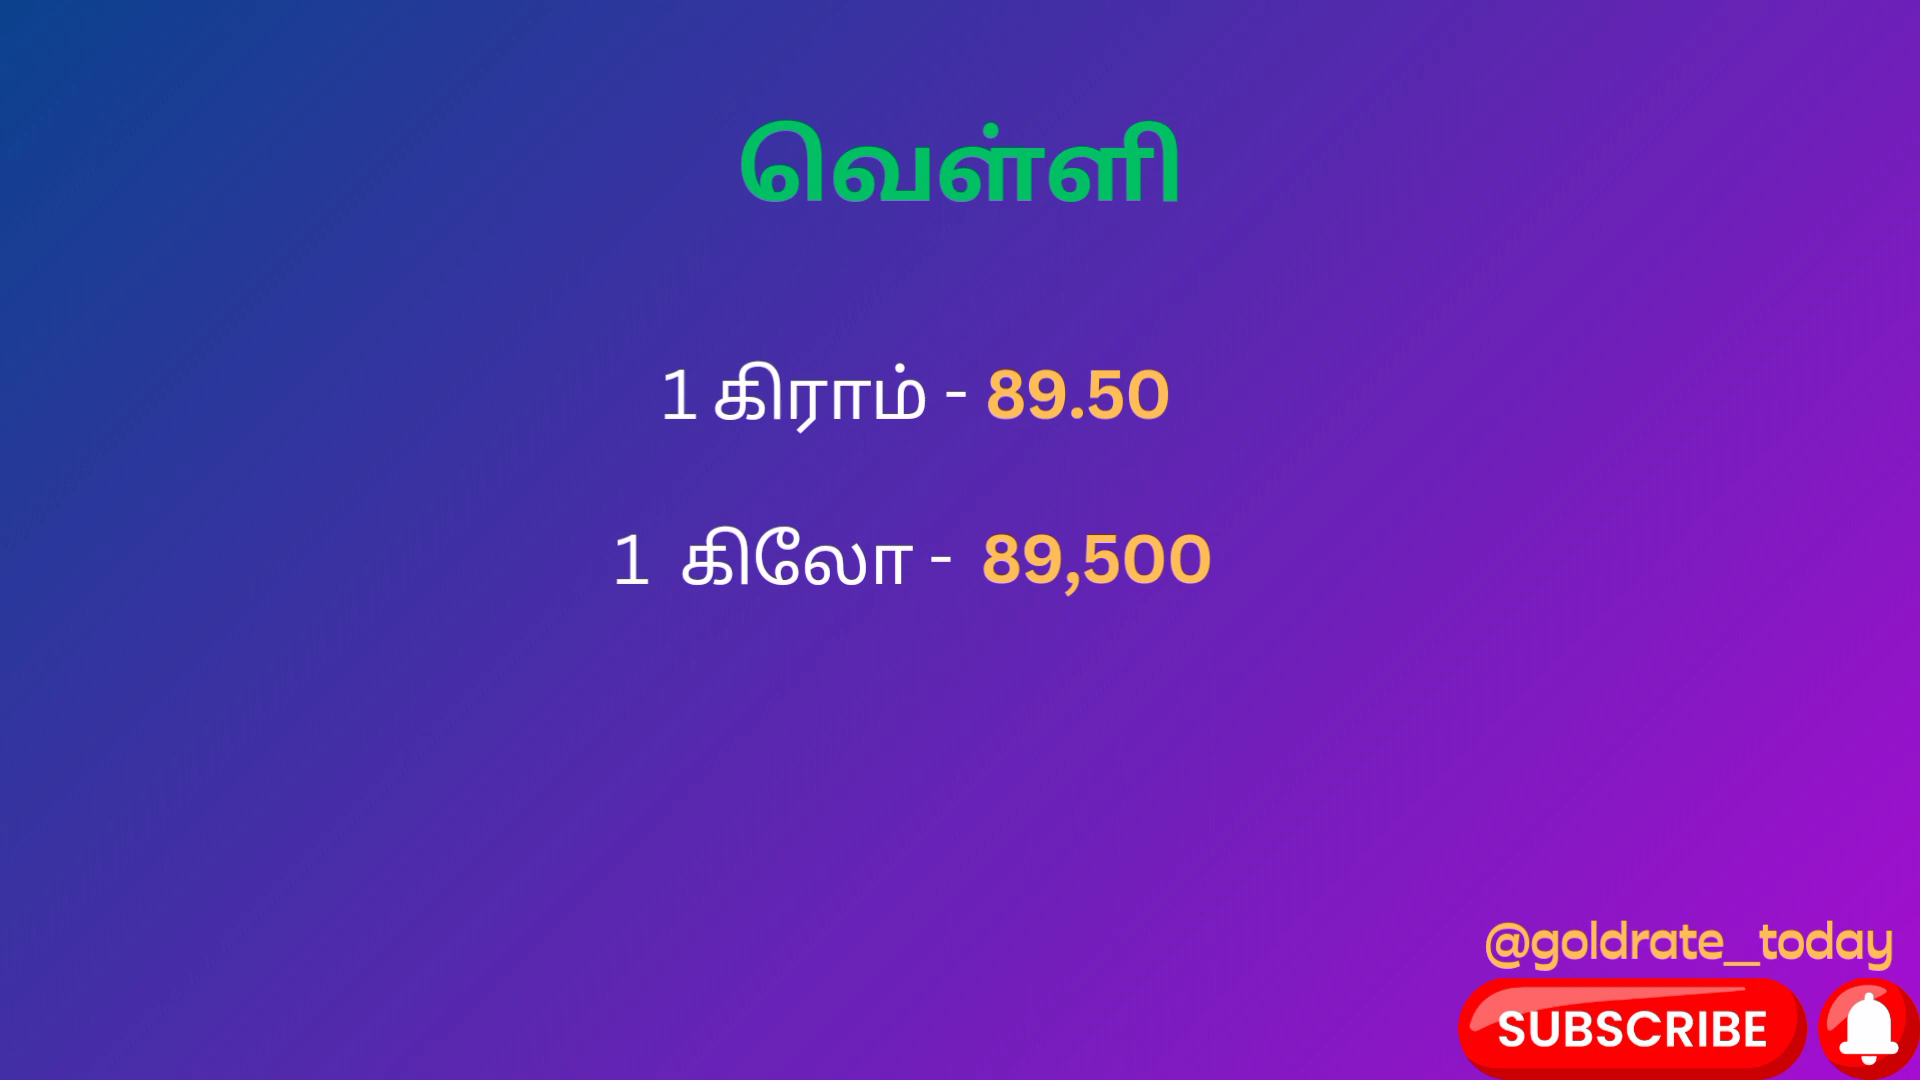 வெள்ளி
1 கிராம் - 89.50
1 கிலோ - 89,500
@goldrate_today
SUBSCRIBE